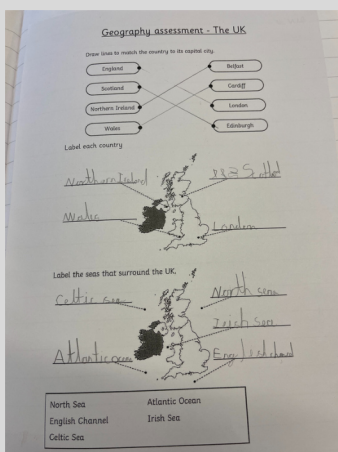 Geography assessment - The UK
Draw lines to match the country to its capital city.
England
Belfast
Scotland
Cardiff
Northern Ireland
London
Wales
Edinburgh
Label each country
Northern Ireland
Wales
London
Label the seas that surround the UK.
Celtic sea
North sea
Irish Sea
Atlantic ocean
English
North Sea
Atlantic Ocean
English Channel
Irish Sea
Celtic Sea